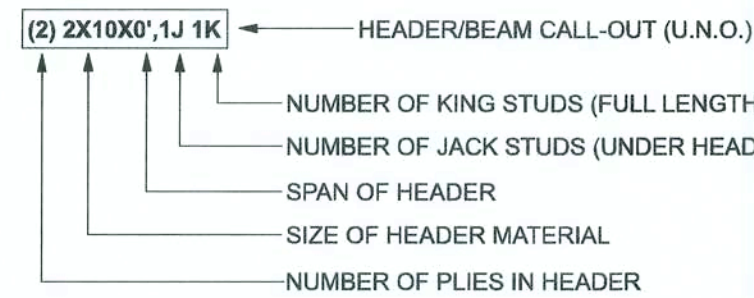 (2) 2X10X0',1J 1K HEADER/BEAM CALL-OUT (U.N.O.)
NUMBER OF KING STUDS (FULL LENGTH
NUMBER OF JACK STUDS (UNDER HEAD
SPAN OF HEADER
SIZE OF HEADER MATERIAL
NUMBER OF PLIES IN HEADER